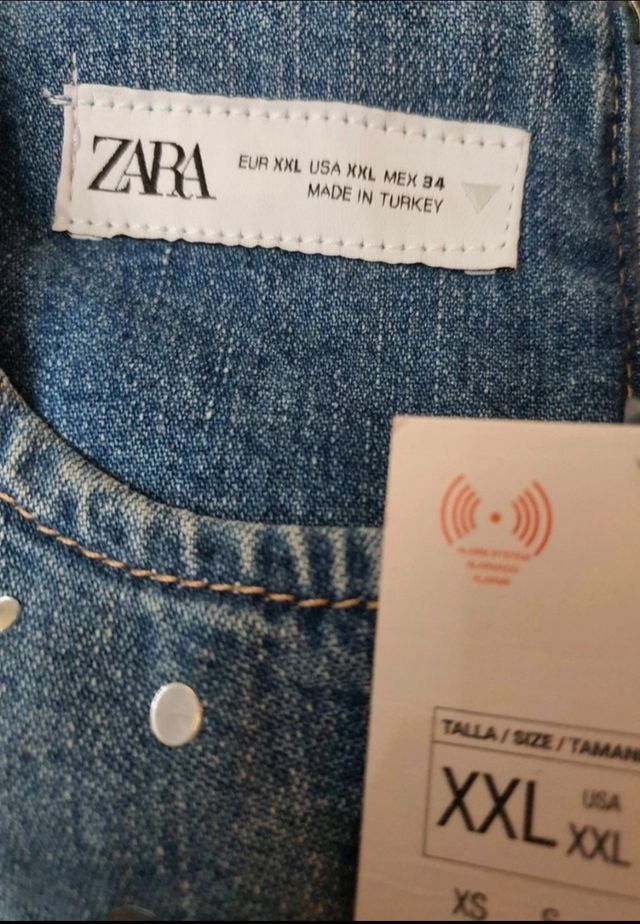 ZARA
EUR XXL USA XXL MEX 34
MADE IN TURKEY
TALLA / SIZE / TAMAN
XXL
USA
XXL
XS S